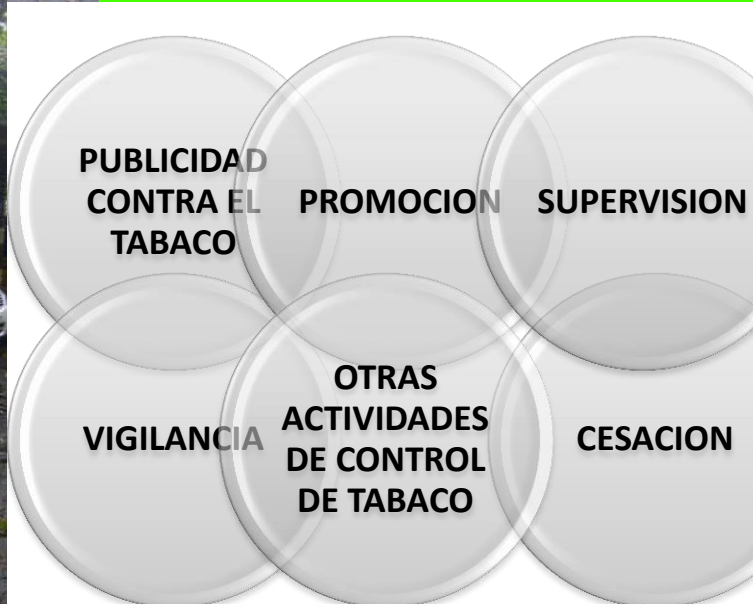 PUBLICIDAD
CONTRA EL
TABACO
PROMOCION
SUPERVISION
VIGILANCIA
OTRAS
ACTIVIDADES
DE CONTROL
DE TABACO
CESACION